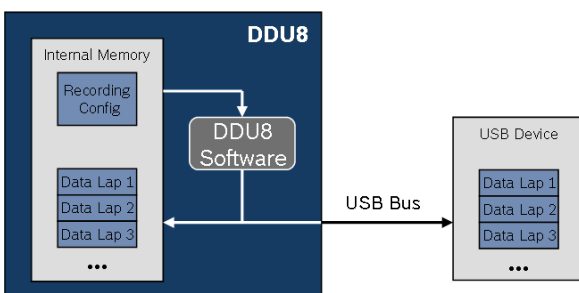 DDU8
Internal Memory
Recording
Config
DDU8
Software
Data Lap 1
Data Lap 2
Data Lap 3
...
USB Bus
USB Device
Data Lap 1
Data Lap 2
Data Lap 3
...